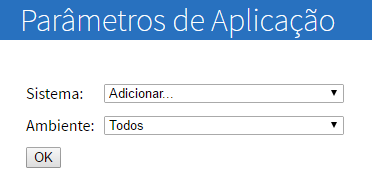 Parâmetros de Aplicação
Sistema: Adicionar...
Ambiente: Todos
OK